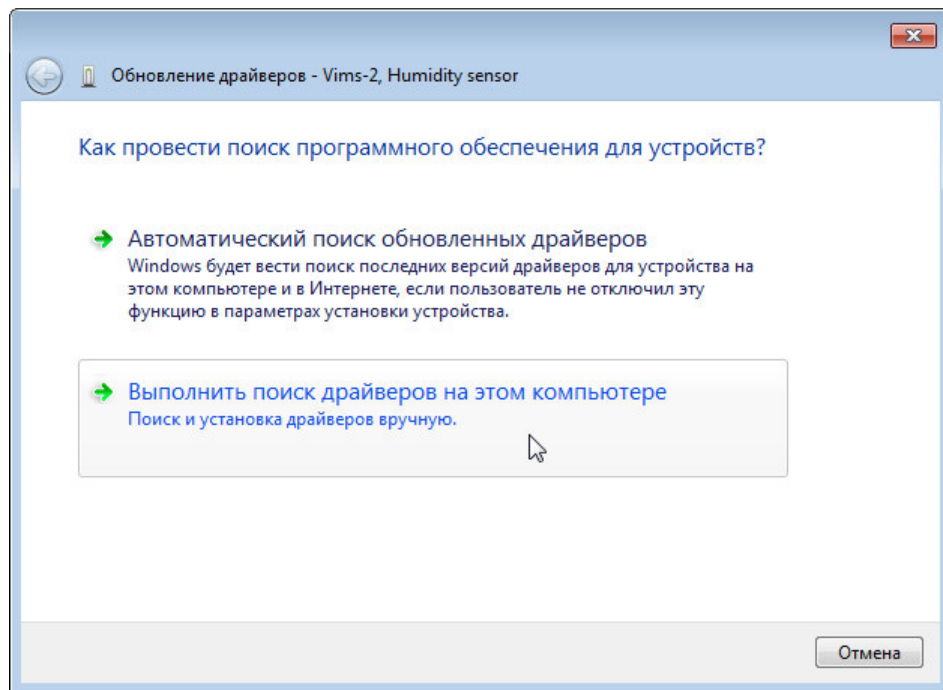 Обновление драйверов - Vims-2, Humidity sensor
Как провести поиск программного обеспечения для устройств?
Автоматический поиск обновленных драйверов
Windows будет вести поиск последних версий драйверов для устройства на
этом компьютере и в Интернете, если пользователь не отключил эту
функцию в параметрах установки устройства.
Выполнить поиск драйверов на этом компьютере
Поиск и установка драйверов вручную.
Отмена